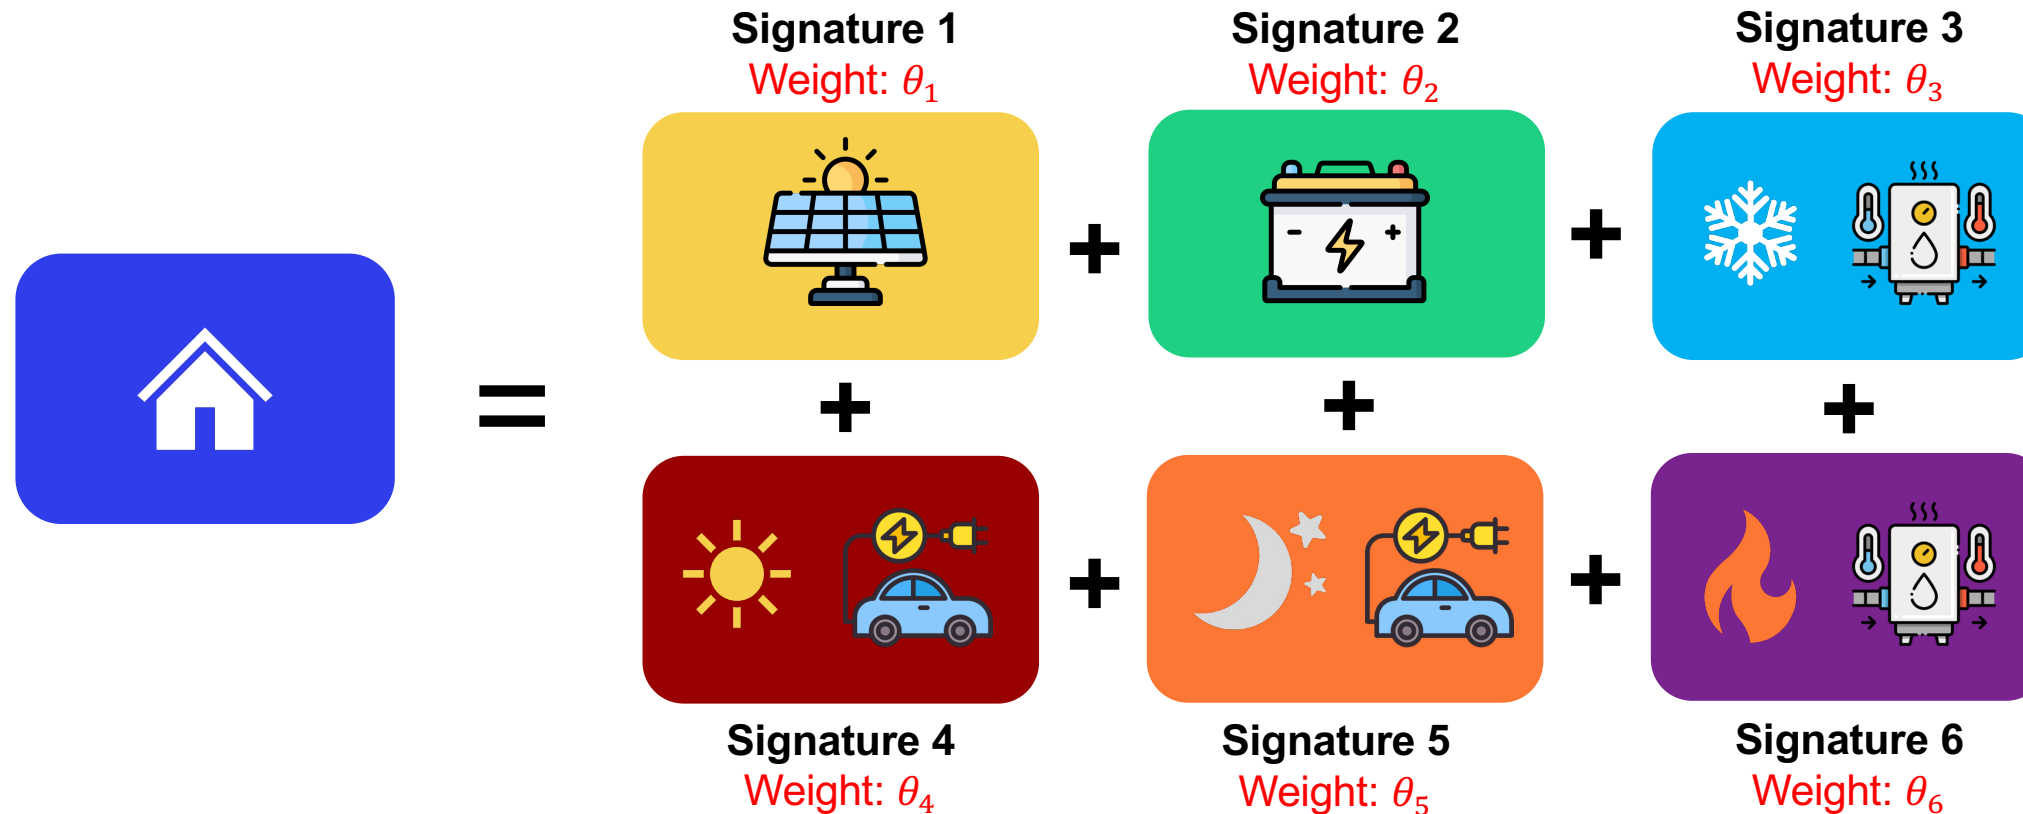 Signature 1
Weight: θ₁
Signature 2
Weight: θ₂
Signature 3
Weight: θ₃
=
+
+
+
+
+
+
+
Signature 4
Weight: θ₄
Signature 5
Weight: θ₅
Signature 6
Weight: θ₆